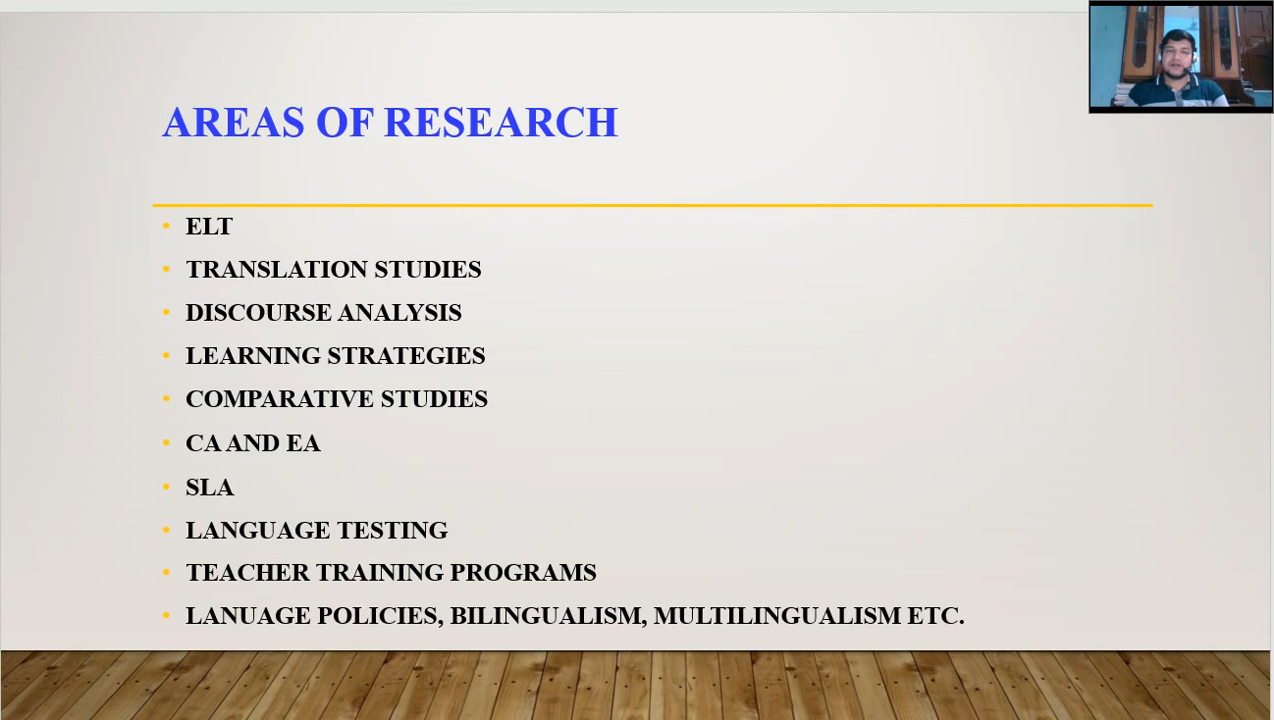 AREAS OF RESEARCH
• ELT
• TRANSLATION STUDIES
• DISCOURSE ANALYSIS
• LEARNING STRATEGIES
• COMPARATIVE STUDIES
• CA AND EA
• SLA
• LANGUAGE TESTING
• TEACHER TRAINING PROGRAMS
• LANUAGE POLICIES, BILINGUALISM, MULTILINGUALISM ETC.